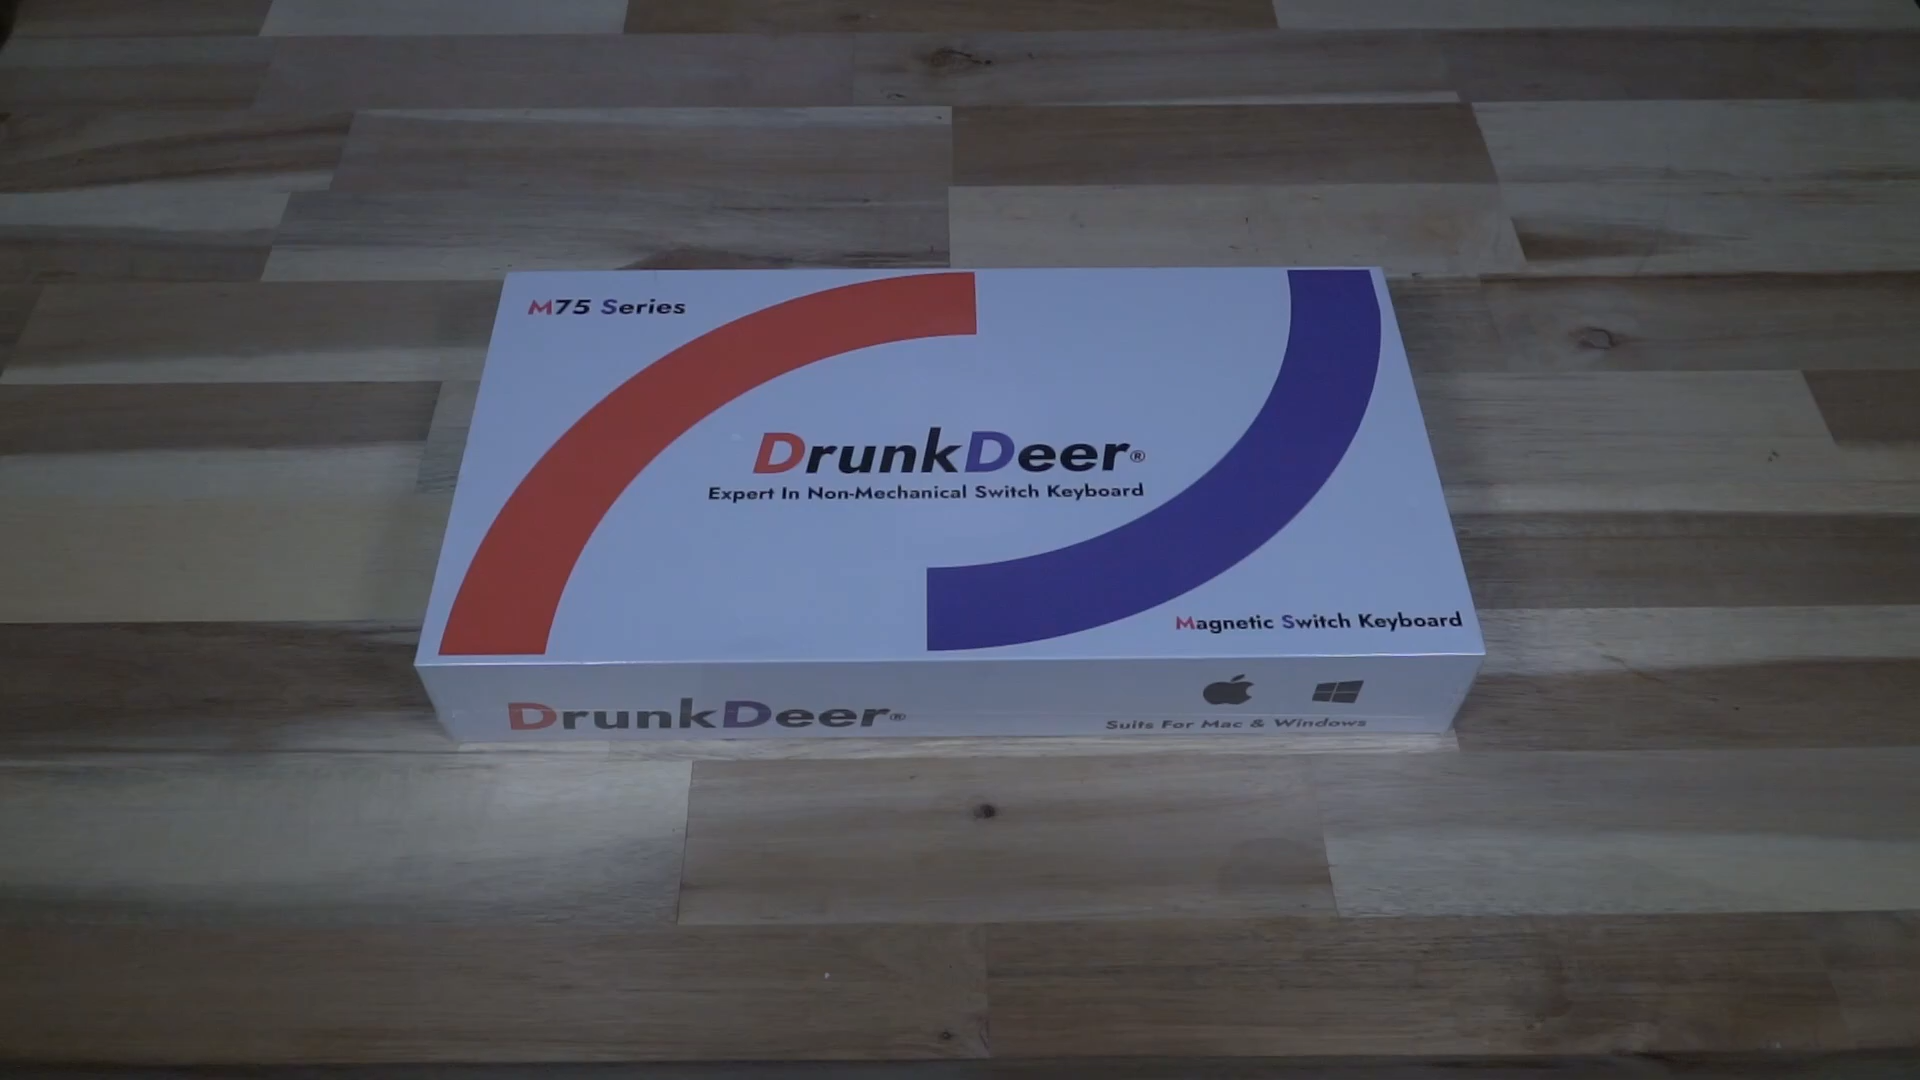 M75 Series
DrunkDeer®
Expert In Non-Mechanical Switch Keyboard
Magnetic Switch Keyboard
DrunkDeer®
Suits For Mac & Windows